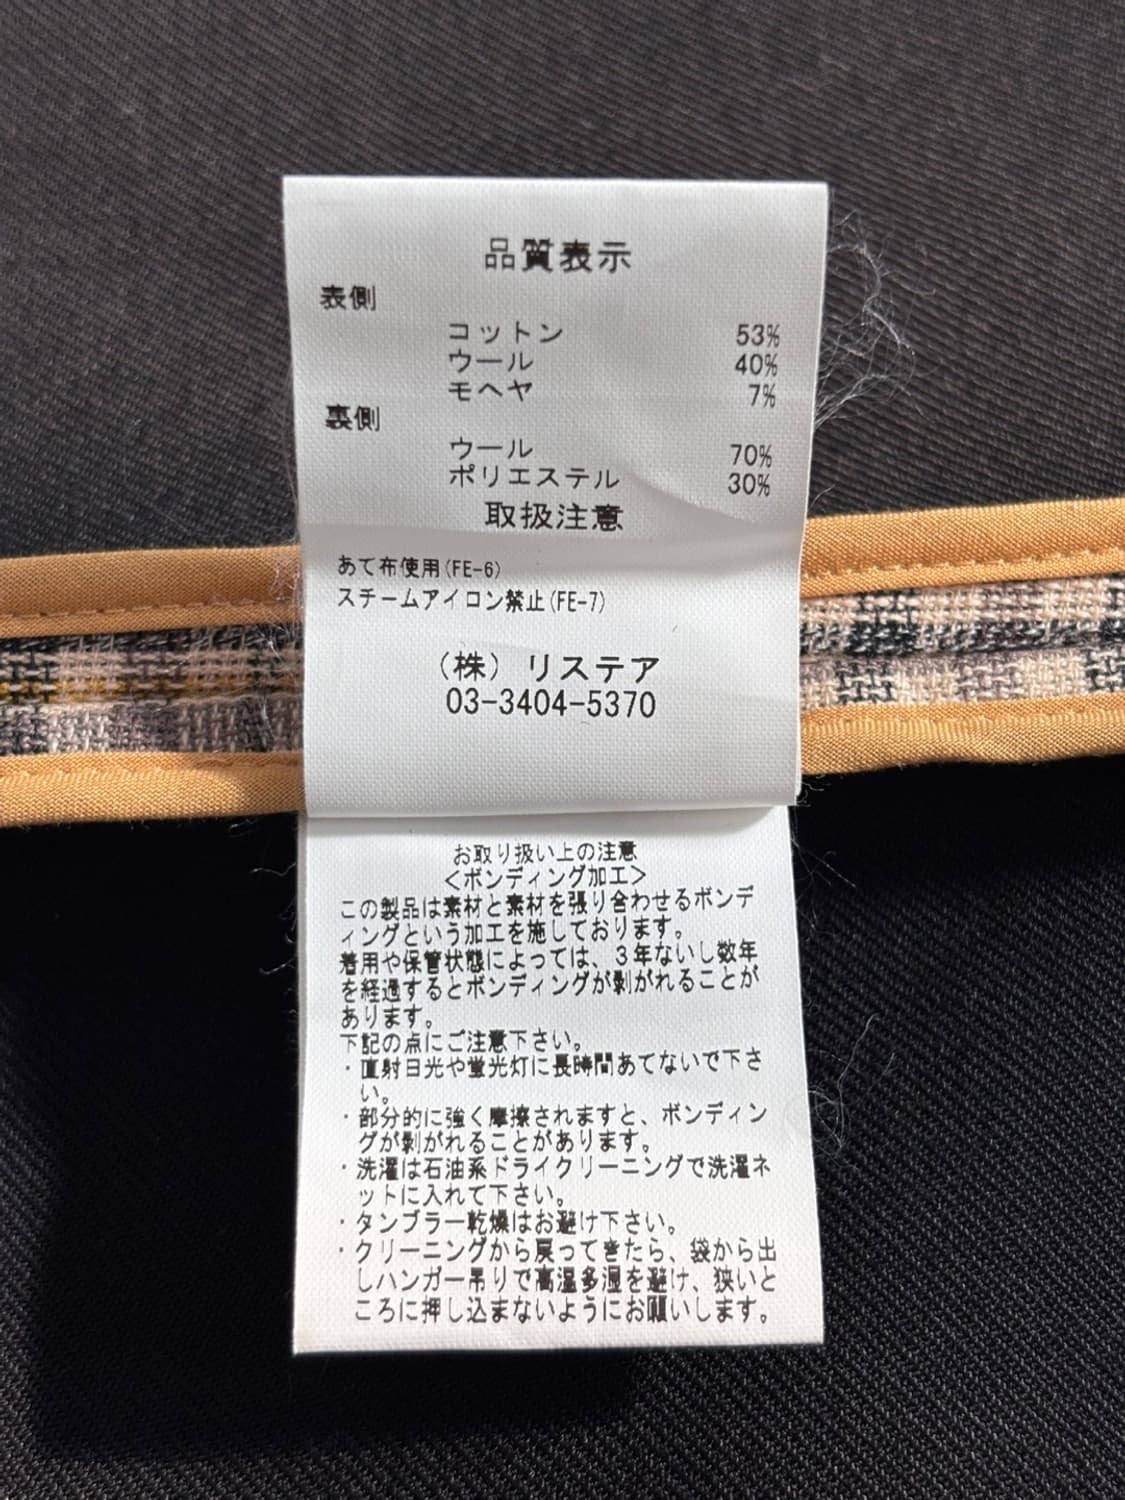 品質表示
表側
コットン 53%
ウール 40%
モヘヤ 7%
裏側
ウール 70%
ポリエステル 30%
取扱注意
あて布使用(FE-6)
スチームアイロン禁止(FE-7)
(株) リステア
03-3404-5370
お取り扱い上の注意
<ボンディング加工>
この製品は素材と素材を張り合わせるボンデ
ィングという加工を施しております。
着用や保管状態によっては、3年ないし数年
を経過するとボンディングが剥がれることが
あります。
下記の点にご注意下さい。
・直射日光や蛍光灯に長時間あてないで下さ
い。
・部分的に強く摩擦されますと、ボンディン
グが剥がれることがあります。
・洗濯は石油系ドライクリーニングで洗濯ネ
ットに入れて下さい。
・タンブラー乾燥はお避け下さい。
・クリーニングから戻ってきたら、袋から出
しハンガー吊りで高温多湿を避け、狭いと
ころに押し込まないようにお願いします。